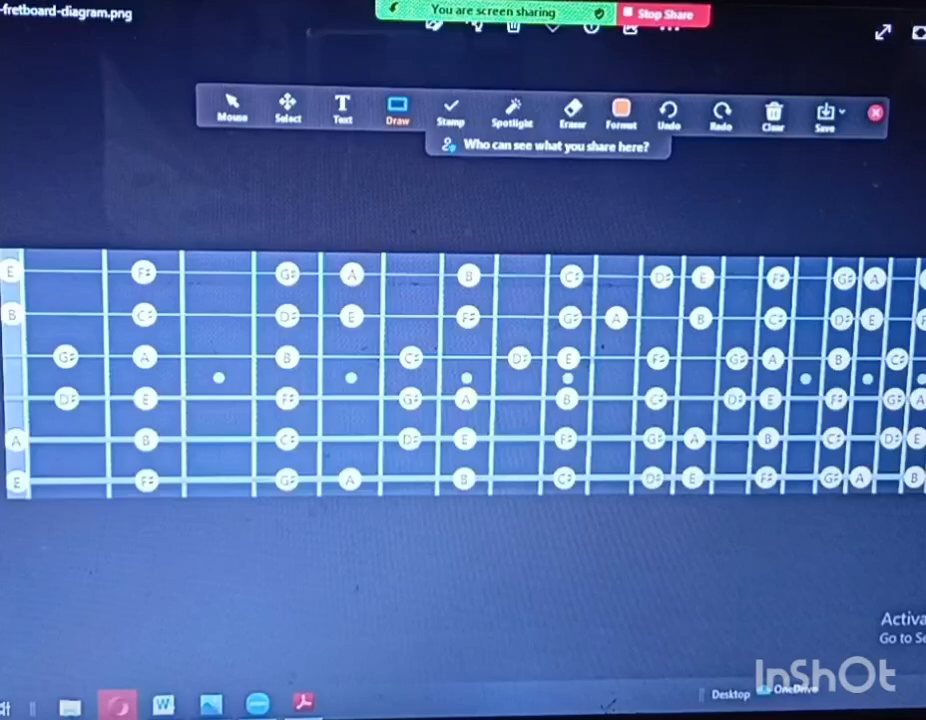 -fretboard-diagram.png
You are screen sharing Stop Share
Mouse Select Text Draw Stamp Spotlight Eraser Format Undo Redo Clear Save
Who can see what you share here?
E F♯ G♯ A B C♯ D♯ E F♯ G♯ A
B C♯ D♯ E F♯ G♯ A B C♯ D♯ E F
G♯ A B C♯ D♯ E F♯ G♯ A B C♯
D♯ E F♯ G♯ A B C♯ D♯ E F♯ G♯ A
A B C♯ D♯ E F♯ G♯ A B C♯ D♯ E
E F♯ G♯ A B C♯ D♯ E F♯ G♯ A B
Activa
Go to Se
InShOt
Desktop OneDrive
W